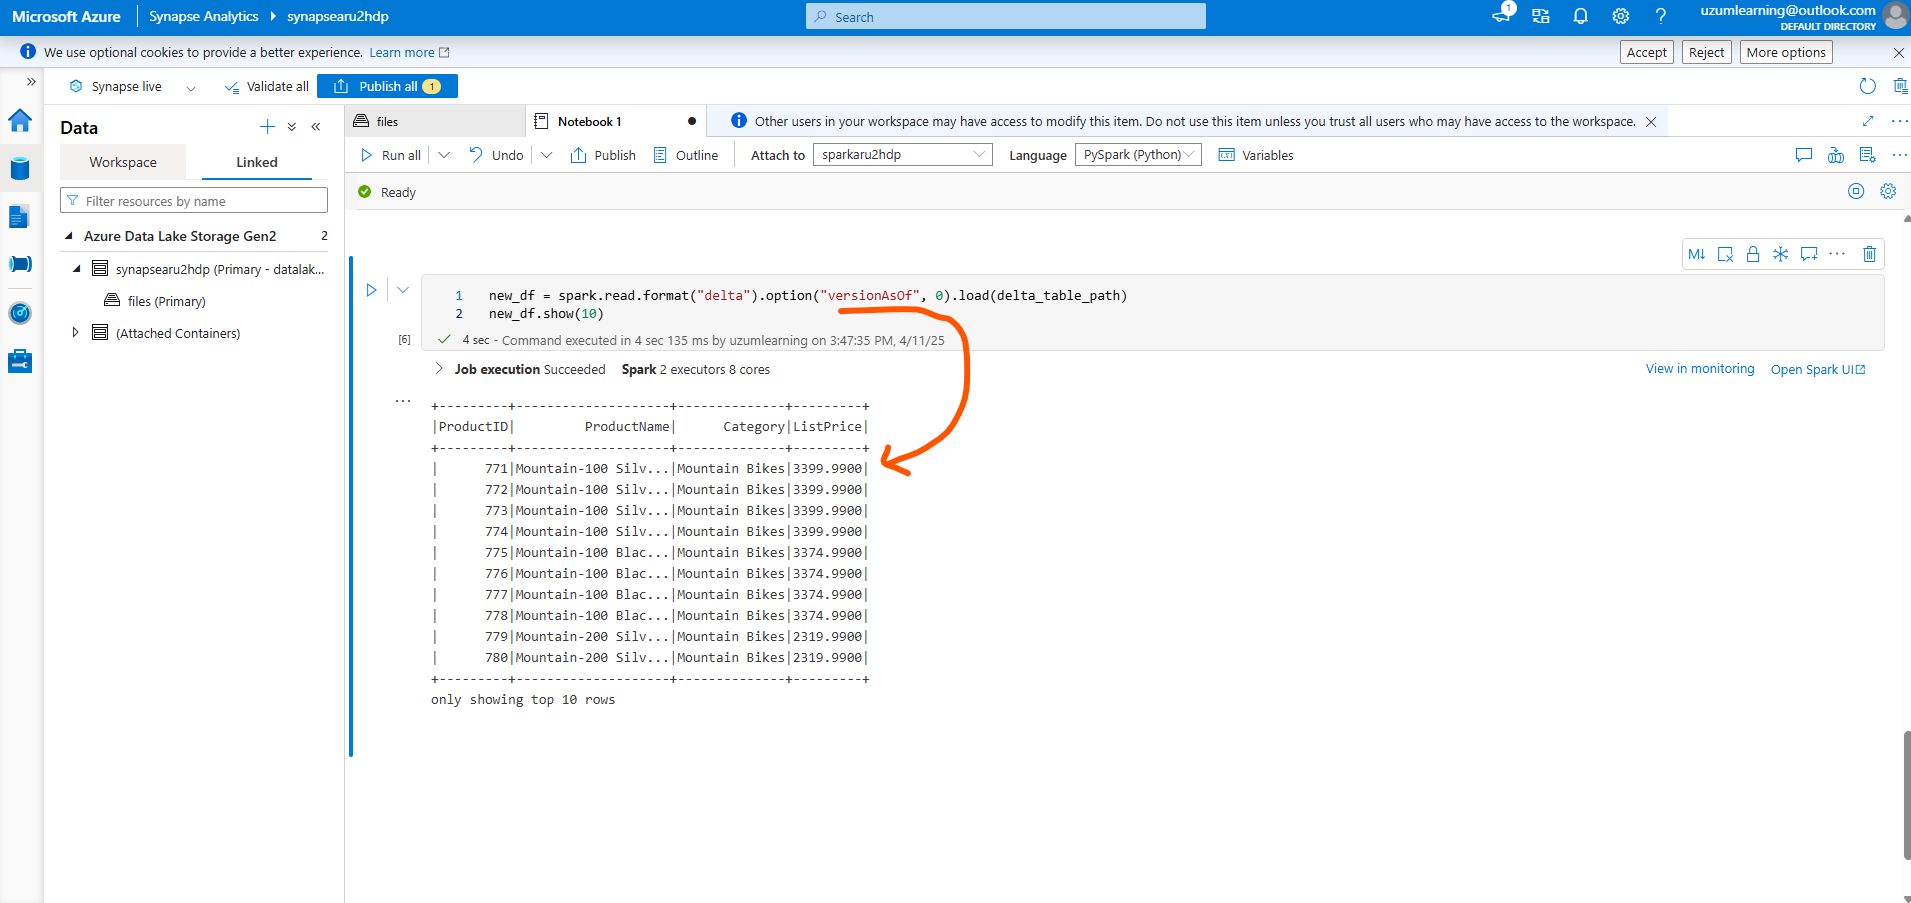 Microsoft Azure Synapse Analytics synapsearu2hdp Search 1 uzumlearning@outlook.com
DEFAULT DIRECTORY
We use optional cookies to provide a better experience. Learn more Accept Reject More options
Synapse live Validate all Publish all 1
Data
Workspace Linked
Filter resources by name
Azure Data Lake Storage Gen2 2
synapsearu2hdp (Primary - datalak...
files (Primary)
(Attached Containers)
files Notebook 1 Other users in your workspace may have access to modify this item. Do not use this item unless you trust all users who may have access to the workspace.
Run all Undo Publish Outline Attach to sparkaru2hdp Language PySpark (Python) Variables
Ready
M↓
1 new_df = spark.read.format("delta").option("versionAsOf", 0).load(delta_table_path)
2 new_df.show(10)
[6] 4 sec - Command executed in 4 sec 135 ms by uzumlearning on 3:47:35 PM, 4/11/25
Job execution Succeeded Spark 2 executors 8 cores View in monitoring Open Spark UI
+---------+--------------------+--------------+---------+
|ProductID|         ProductName|      Category|ListPrice|
+---------+--------------------+--------------+---------+
|      771|Mountain-100 Silv...|Mountain Bikes|3399.9900|
|      772|Mountain-100 Silv...|Mountain Bikes|3399.9900|
|      773|Mountain-100 Silv...|Mountain Bikes|3399.9900|
|      774|Mountain-100 Silv...|Mountain Bikes|3399.9900|
|      775|Mountain-100 Blac...|Mountain Bikes|3374.9900|
|      776|Mountain-100 Blac...|Mountain Bikes|3374.9900|
|      777|Mountain-100 Blac...|Mountain Bikes|3374.9900|
|      778|Mountain-100 Blac...|Mountain Bikes|3374.9900|
|      779|Mountain-200 Silv...|Mountain Bikes|2319.9900|
|      780|Mountain-200 Silv...|Mountain Bikes|2319.9900|
+---------+--------------------+--------------+---------+
only showing top 10 rows